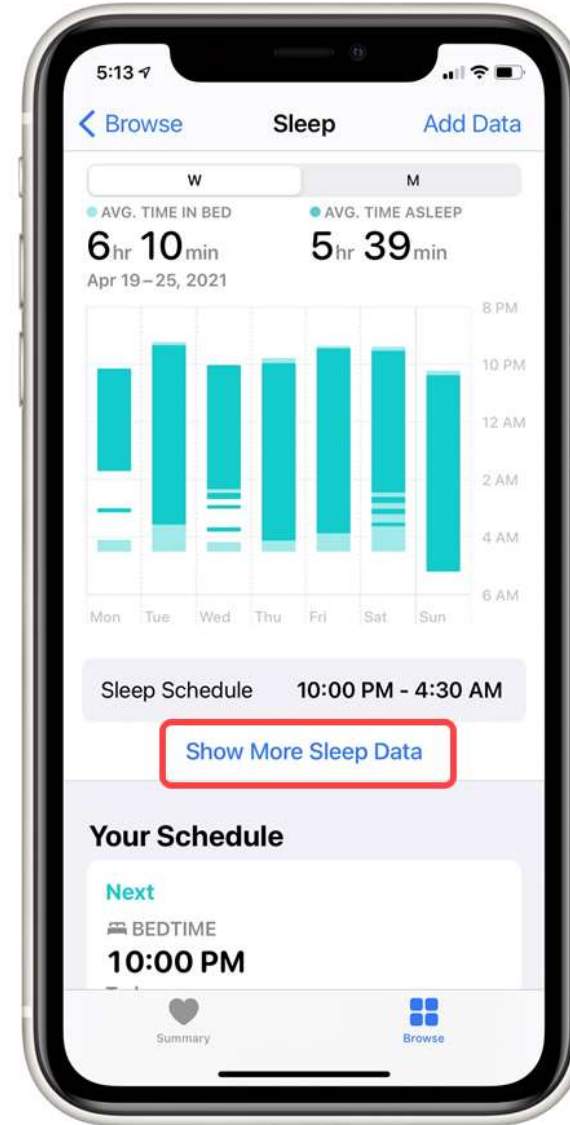 5:13
Browse Sleep Add Data
W M
AVG. TIME IN BED AVG. TIME ASLEEP
6hr 10min 5hr 39min
Apr 19–25, 2021
8 PM
10 PM
12 AM
2 AM
4 AM
6 AM
Mon Tue Wed Thu Fri Sat Sun
Sleep Schedule 10:00 PM - 4:30 AM
Show More Sleep Data
Your Schedule
Next
BEDTIME
10:00 PM
Summary Browse